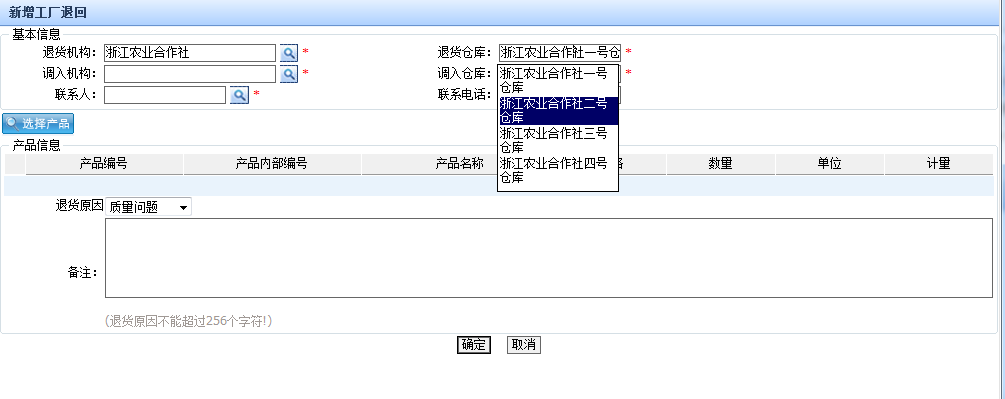 新增工厂退回
基本信息
退货机构： 浙江农业合作社 * 退货仓库： 浙江农业合作社一号仓 *
调入机构： * 调入仓库： *
联系人： * 联系电话：
浙江农业合作社一号
仓库
浙江农业合作社二号
仓库
浙江农业合作社三号
仓库
浙江农业合作社四号
仓库
选择产品
产品信息
产品编号 产品内部编号 产品名称 格 数量 单位 计量
退货原因 质量问题
备注：
(退货原因不能超过256个字符!)
确定 取消